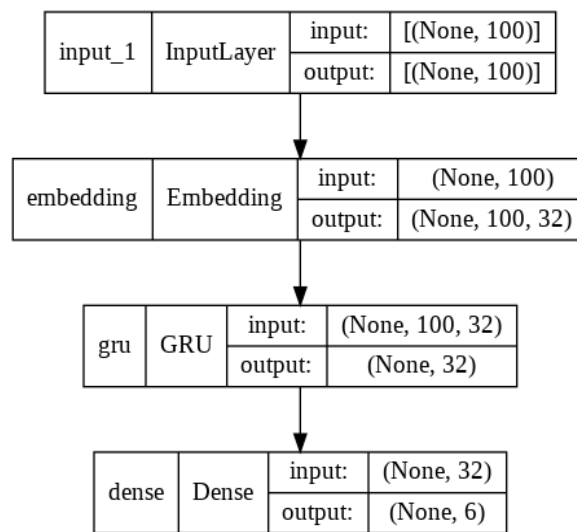 input_1 InputLayer input: [(None, 100)]
output: [(None, 100)]
embedding Embedding input: (None, 100)
output: (None, 100, 32)
gru GRU input: (None, 100, 32)
output: (None, 32)
dense Dense input: (None, 32)
output: (None, 6)